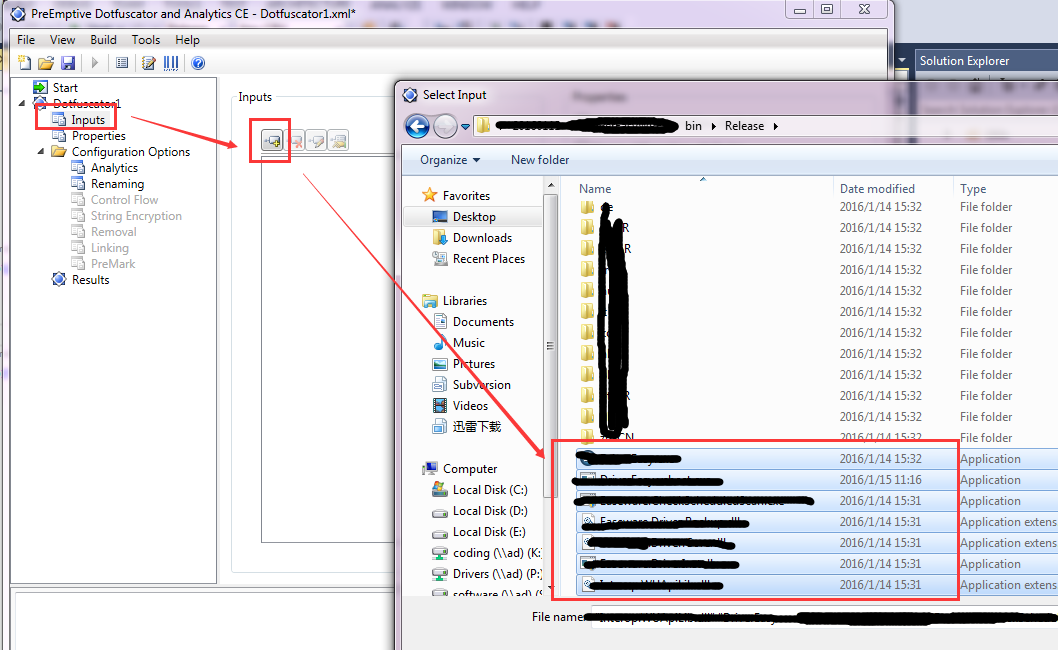 PreEmptive Dotfuscator and Analytics CE - Dotfuscator1.xml*
File View Build Tools Help
Start
Dotfuscator1
Inputs
Properties
Configuration Options
Analytics
Renaming
Control Flow
String Encryption
Removal
Linking
PreMark
Results
Inputs
Solution Explorer
Select Input
bin Release
Organize New folder
Favorites
Desktop
Downloads
Recent Places
Libraries
Documents
Music
Pictures
Subversion
Videos
迅雷下载
Computer
Local Disk (C:)
Local Disk (D:)
Local Disk (E:)
coding (\\ad) (K:
Drivers (\\ad) (P:)
software (\\ad) (S
Name Date modified Type
2016/1/14 15:32 File folder
2016/1/14 15:32 File folder
2016/1/14 15:32 File folder
2016/1/14 15:32 File folder
2016/1/14 15:32 File folder
2016/1/14 15:32 File folder
2016/1/14 15:32 File folder
2016/1/14 15:32 File folder
2016/1/14 15:32 File folder
2016/1/14 15:32 File folder
2016/1/14 15:32 File folder
2016/1/14 15:32 File folder
2016/1/14 15:32 Application
2016/1/15 11:16 Application
2016/1/14 15:31 Application
2016/1/14 15:31 Application extens
2016/1/14 15:31 Application extens
2016/1/14 15:31 Application extens
2016/1/14 15:31 Application extens
File name: